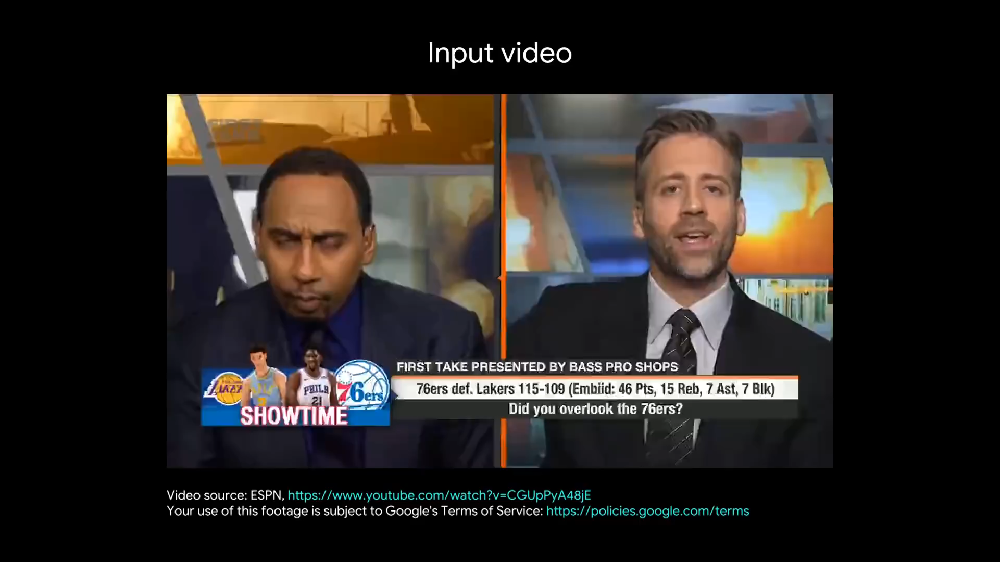 Input video
FIRST
TAKE
FIRST TAKE PRESENTED BY BASS PRO SHOPS
LAKERS
PHILA
21
76ers
76ers def. Lakers 115-109 (Embiid: 46 Pts, 15 Reb, 7 Ast, 7 Blk)
SHOWTIME
Did you overlook the 76ers?
Video source: ESPN, https://www.youtube.com/watch?v=CGUpPyA48jE
Your use of this footage is subject to Google's Terms of Service: https://policies.google.com/terms